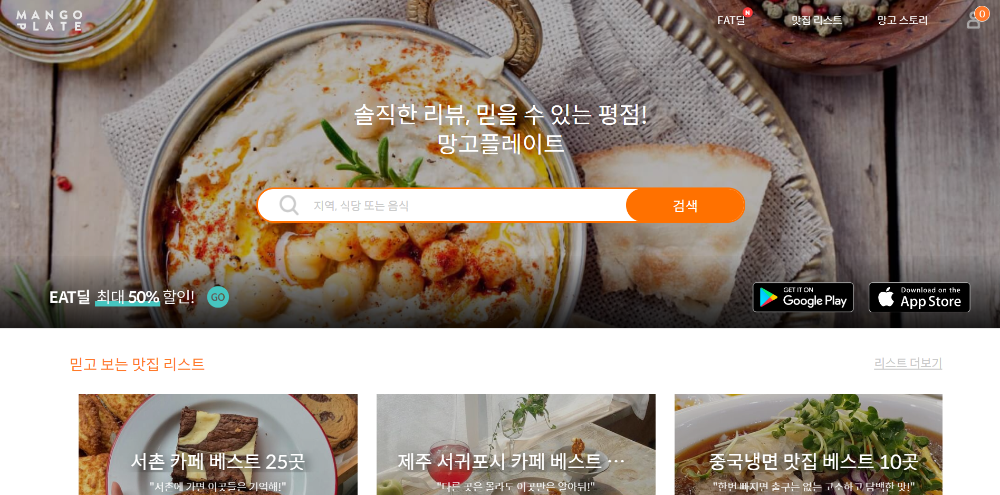 MANGO
PLATE
EAT딜
N
맛집 리스트
망고 스토리
0
솔직한 리뷰, 믿을 수 있는 평점!
망고플레이트
지역, 식당 또는 음식
검색
EAT딜 최대 50% 할인!
GO
GET IT ON
Google Play
Download on the
App Store
믿고 보는 맛집 리스트
리스트 더보기
서촌 카페 베스트 25곳
"서촌에 가면 이곳들은 기억해!"
제주 서귀포시 카페 베스트 …
"다른 곳은 몰라도 이곳만은 알아둬!"
중국냉면 맛집 베스트 10곳
"한번 빠지면 출구는 없는 고소하고 담백한 맛!"